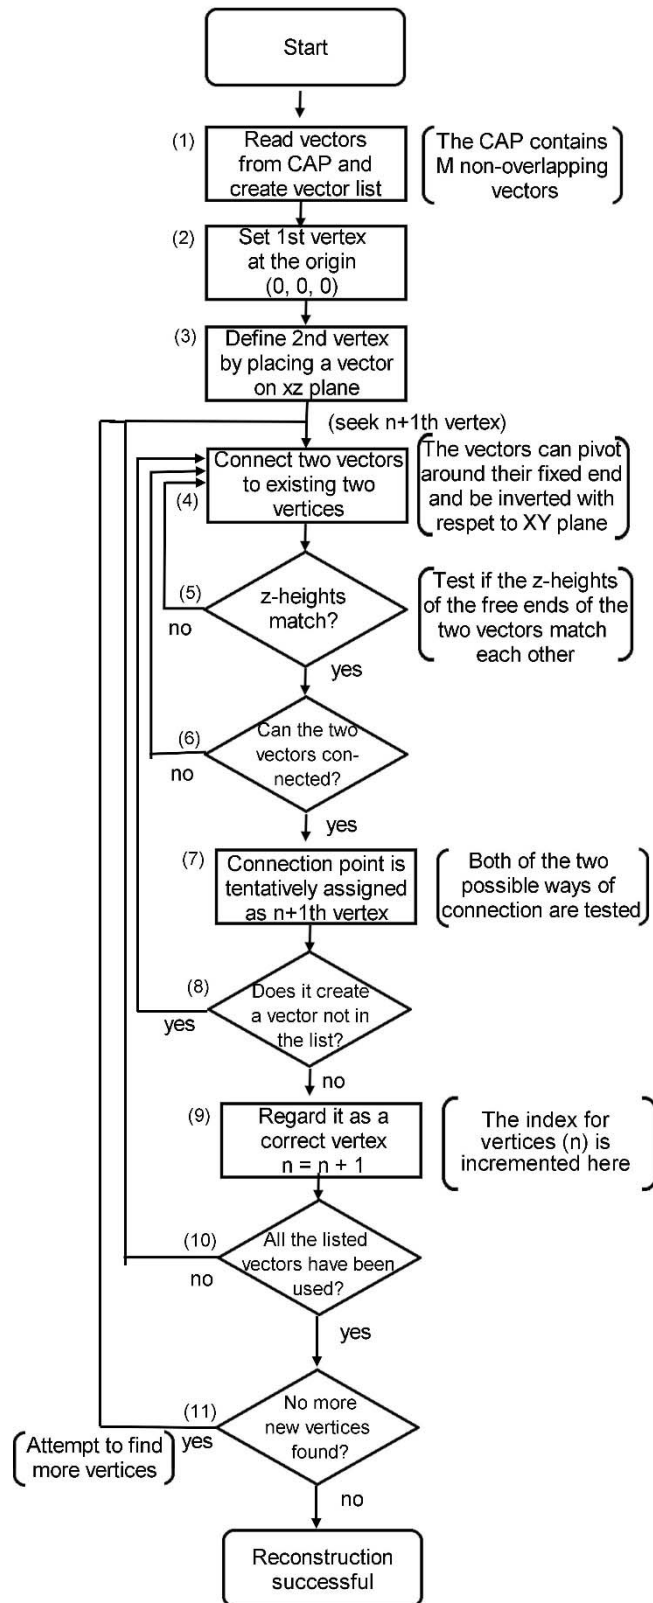 Start
(1)
Read vectors
from CAP and
create vector list
The CAP contains
M non-overlapping
vectors
(2)
Set 1st vertex
at the origin
(0, 0, 0)
(3)
Define 2nd vertex
by placing a vector
on xz plane
(seek n+1th vertex)
(4)
Connect two vectors
to existing two
vertices
The vectors can pivot
around their fixed end
and be inverted with
respet to XY plane
(5)
z-heights
match?
no
yes
Test if the z-heights
of the free ends of the
two vectors match
each other
(6)
Can the two
vectors con-
nected?
no
yes
(7)
Connection point is
tentatively assigned
as n+1th vertex
Both of the two
possible ways of
connection are tested
(8)
Does it create
a vector not in
the list?
yes
no
(9)
Regard it as a
correct vertex
n = n + 1
The index for
vertices (n) is
incremented here
(10)
All the listed
vectors have been
used?
no
yes
(11)
No more
new vertices
found?
yes
Attempt to find
more vertices
no
Reconstruction
successful